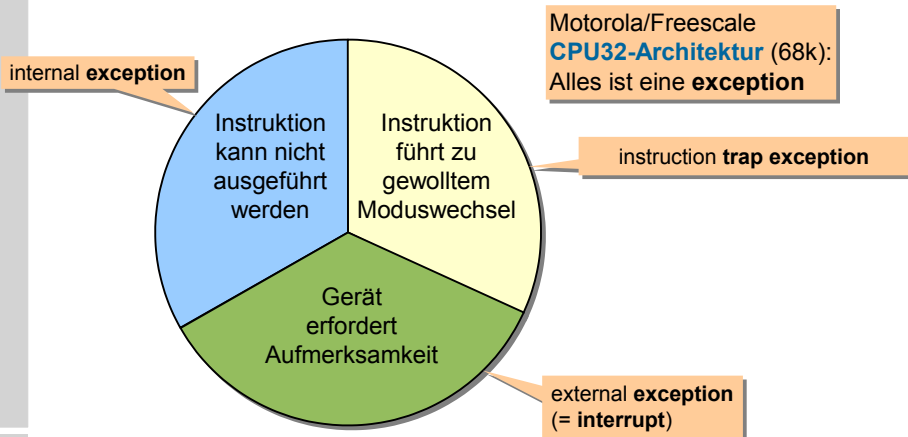 Motorola/Freescale
CPU32-Architektur (68k):
Alles ist eine exception
internal exception
Instruktion
kann nicht
ausgeführt
werden
Instruktion
führt zu
gewolltem
Moduswechsel
instruction trap exception
Gerät
erfordert
Aufmerksamkeit
external exception
(= interrupt)